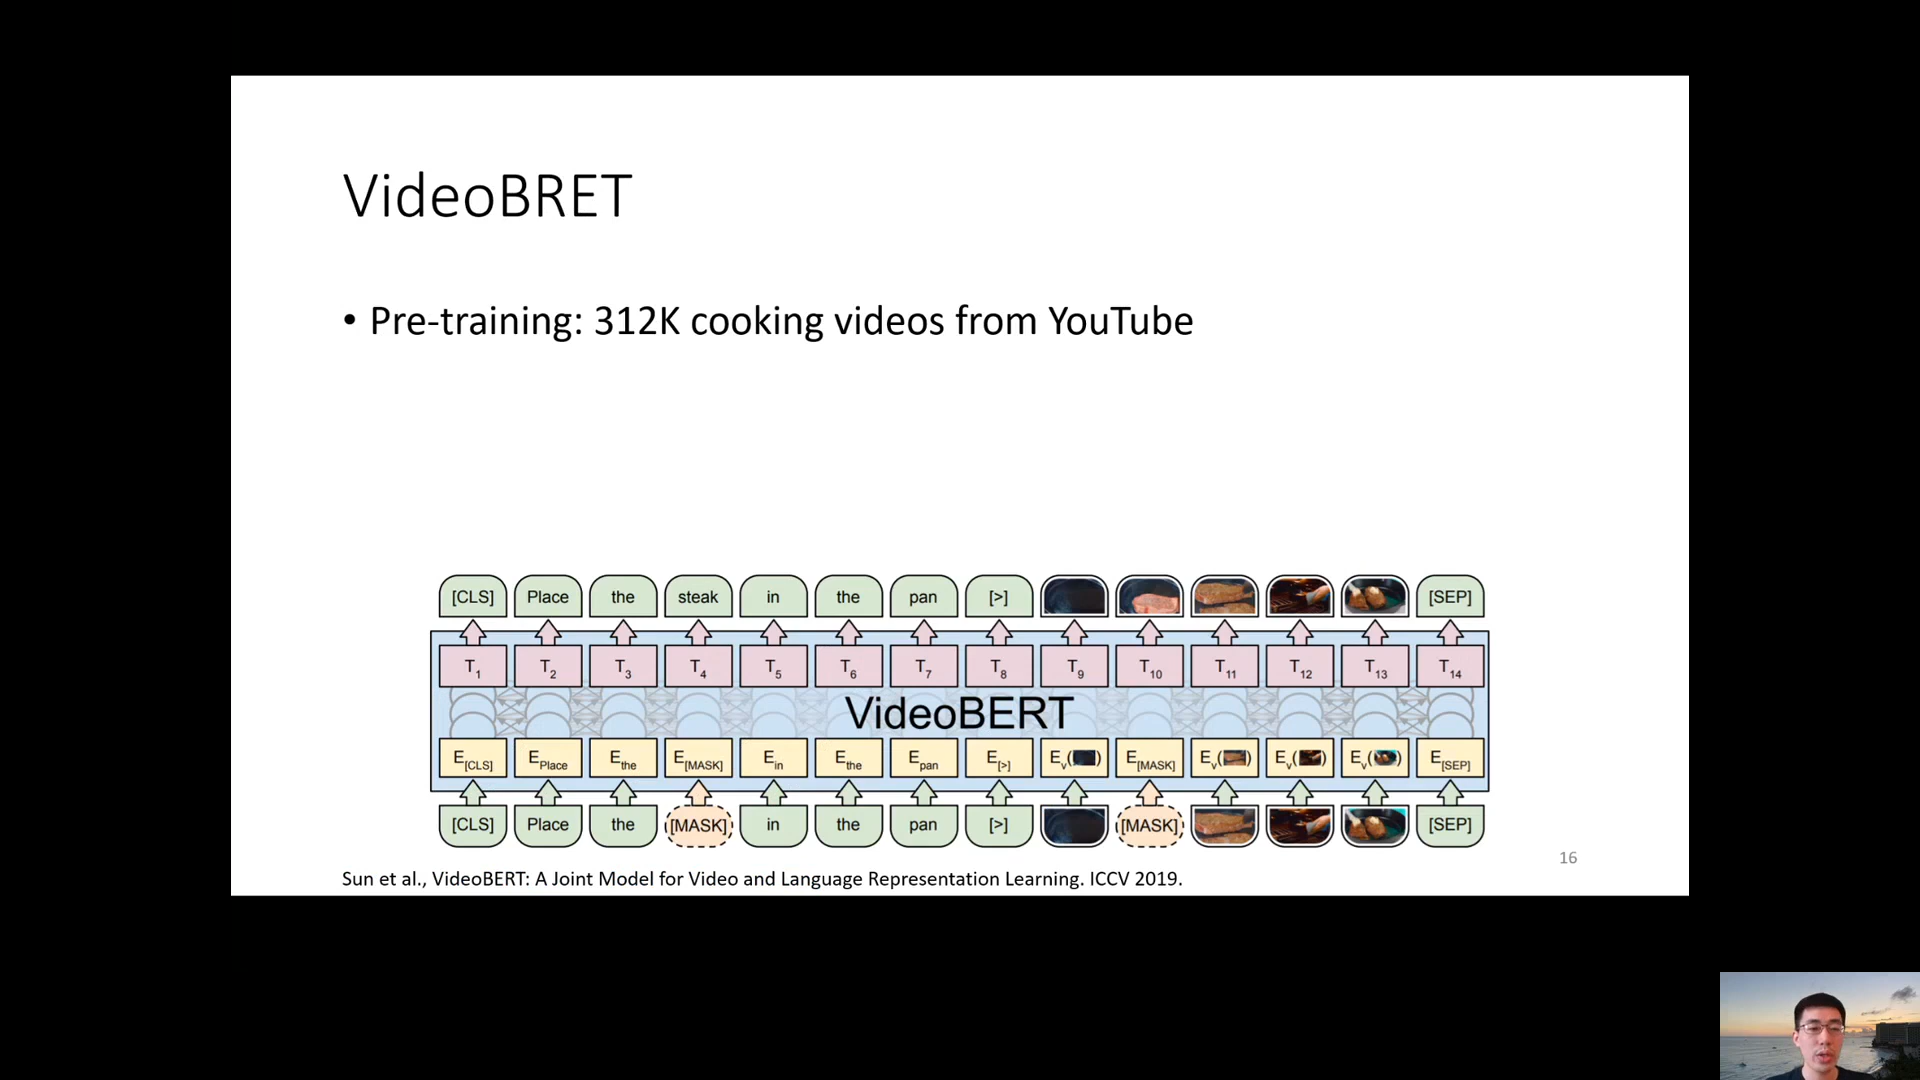 VideoBRET
• Pre-training: 312K cooking videos from YouTube
[CLS] Place the steak in the pan [>] [SEP]
T1 T2 T3 T4 T5 T6 T7 T8 T9 T10 T11 T12 T13 T14
VideoBERT
E[CLS] EPlace Ethe E[MASK] Ein Ethe Epan E[>] Ev( ) E[MASK] Ev( ) Ev( ) Ev( ) E[SEP]
[CLS] Place the [MASK] in the pan [>] [MASK] [SEP]
16
Sun et al., VideoBERT: A Joint Model for Video and Language Representation Learning. ICCV 2019.